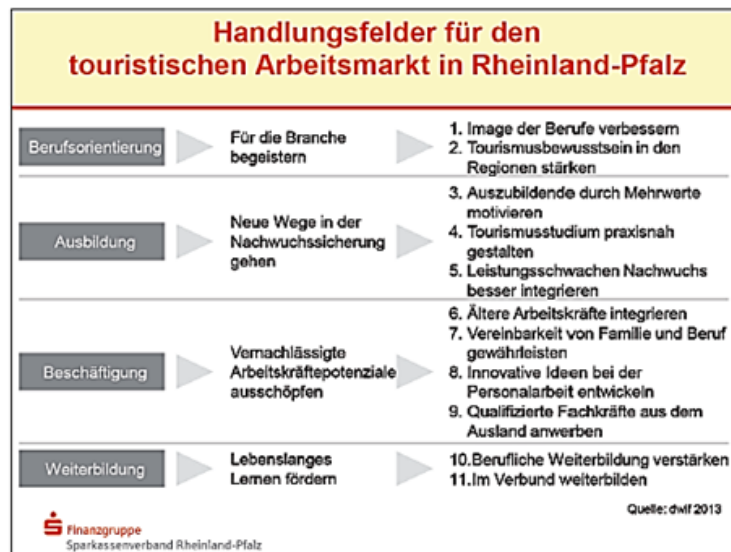 Handlungsfelder für den
touristischen Arbeitsmarkt in Rheinland-Pfalz
Berufsorientierung
Für die Branche
begeistern
1. Image der Berufe verbessern
2. Tourismusbewusstsein in den
Regionen stärken
Ausbildung
Neue Wege in der
Nachwuchssicherung
gehen
3. Auszubildende durch Mehrwerte
motivieren
4. Tourismusstudium praxisnah
gestalten
5. Leistungsschwachen Nachwuchs
besser integrieren
Beschäftigung
Vernachlässigte
Arbeitskräftepotenziale
ausschöpfen
6. Ältere Arbeitskräfte integrieren
7. Vereinbarkeit von Familie und Beruf
gewährleisten
8. Innovative Ideen bei der
Personalarbeit entwickeln
9. Qualifizierte Fachkräfte aus dem
Ausland anwerben
Weiterbildung
Lebenslanges
Lernen fördern
10.Berufliche Weiterbildung verstärken
11.Im Verbund weiterbilden
Quelle: dwif 2013
Finanzgruppe
Sparkassenverband Rheinland-Pfalz